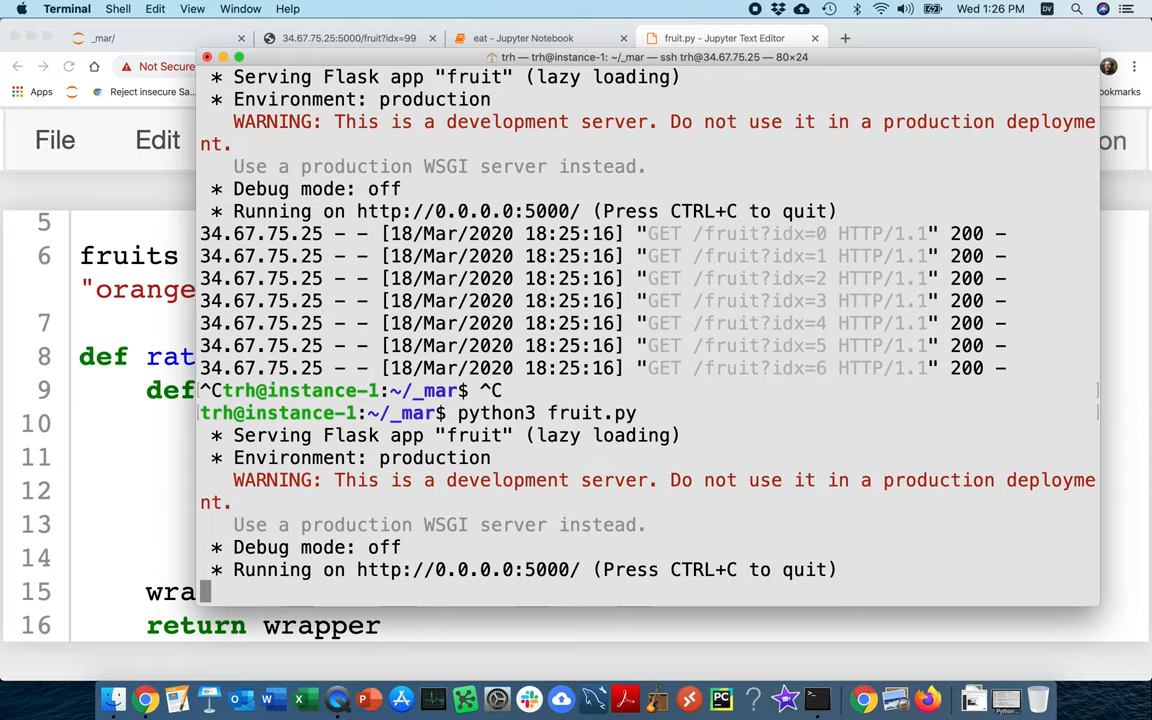 Terminal Shell Edit View Window Help Wed 1:26 PM DV
_mar/ 34.67.75.25:5000/fruit?idx=99 eat - Jupyter Notebook fruit.py - Jupyter Text Editor
trh — trh@instance-1: ~/_mar — ssh trh@34.67.75.25 — 80×24
Not Secure
Apps Reject insecure Sa... okmarks
File Edit on
* Serving Flask app "fruit" (lazy loading)
* Environment: production
WARNING: This is a development server. Do not use it in a production deployme
nt.
Use a production WSGI server instead.
* Debug mode: off
* Running on http://0.0.0.0:5000/ (Press CTRL+C to quit)
34.67.75.25 - - [18/Mar/2020 18:25:16] "GET /fruit?idx=0 HTTP/1.1" 200 -
34.67.75.25 - - [18/Mar/2020 18:25:16] "GET /fruit?idx=1 HTTP/1.1" 200 -
34.67.75.25 - - [18/Mar/2020 18:25:16] "GET /fruit?idx=2 HTTP/1.1" 200 -
34.67.75.25 - - [18/Mar/2020 18:25:16] "GET /fruit?idx=3 HTTP/1.1" 200 -
34.67.75.25 - - [18/Mar/2020 18:25:16] "GET /fruit?idx=4 HTTP/1.1" 200 -
34.67.75.25 - - [18/Mar/2020 18:25:16] "GET /fruit?idx=5 HTTP/1.1" 200 -
34.67.75.25 - - [18/Mar/2020 18:25:16] "GET /fruit?idx=6 HTTP/1.1" 200 -
^Ctrh@instance-1:~/_mar$ ^C
trh@instance-1:~/_mar$ python3 fruit.py
* Serving Flask app "fruit" (lazy loading)
* Environment: production
WARNING: This is a development server. Do not use it in a production deployme
nt.
Use a production WSGI server instead.
* Debug mode: off
* Running on http://0.0.0.0:5000/ (Press CTRL+C to quit)
5
6 fruits
"orange
7
8 def rat
9 def
10
11
12
13
14
15 wra
16 return wrapper